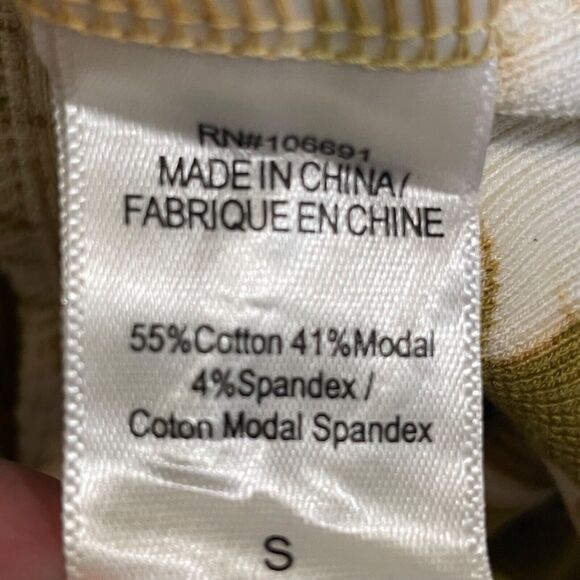 RN#106691
MADE IN CHINA/
FABRIQUE EN CHINE
55%Cotton 41%Modal
4%Spandex /
Coton Modal Spandex
S